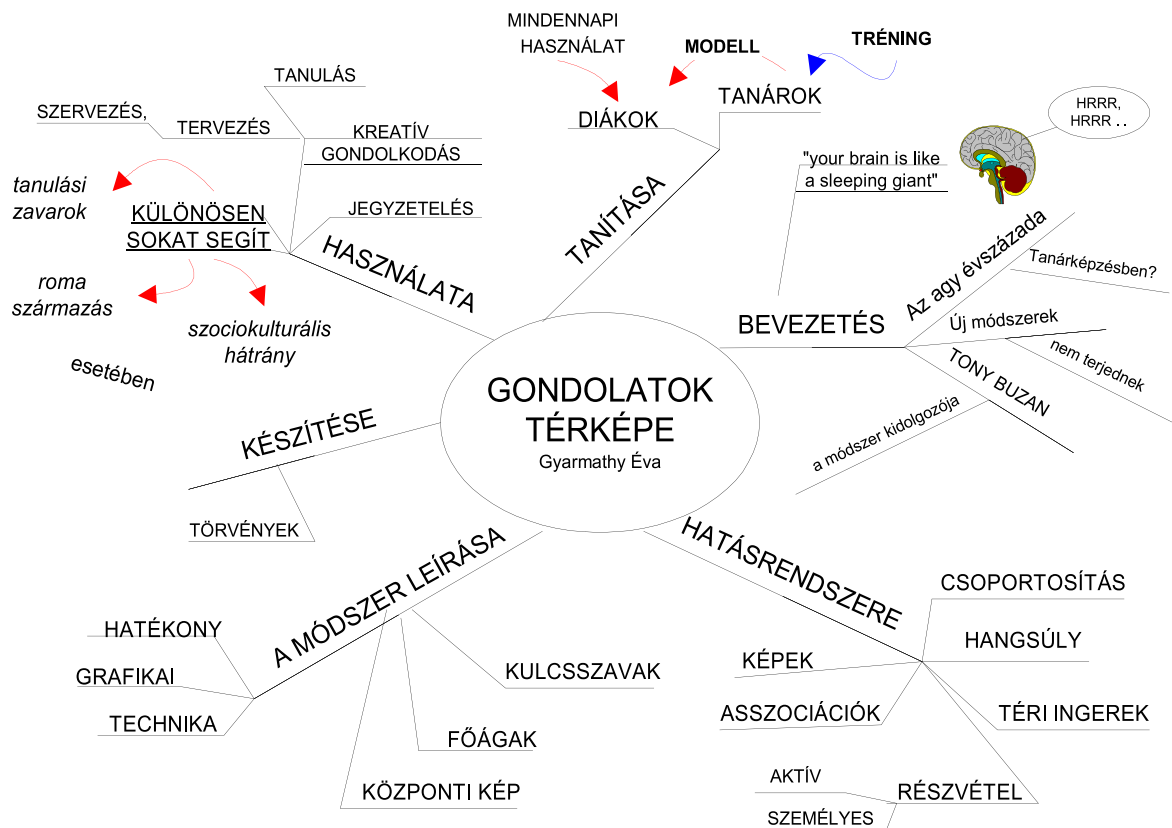 GONDOLATOK
TÉRKÉPE
Gyarmathy Éva
BEVEZETÉS
"your brain is like
a sleeping giant"
HRRR,
HRRR . .
Az agy évszázada
Tanárképzésben?
Új módszerek
nem terjednek
TONY BUZAN
a módszer kidolgozója
HATÁSRENDSZERE
CSOPORTOSÍTÁS
HANGSÚLY
TÉRI INGEREK
RÉSZVÉTEL
AKTÍV
SZEMÉLYES
ASSZOCIÁCIÓK
KÉPEK
A MÓDSZER LEÍRÁSA
KULCSSZAVAK
FŐÁGAK
KÖZPONTI KÉP
HATÉKONY
GRAFIKAI
TECHNIKA
KÉSZÍTÉSE
TÖRVÉNYEK
HASZNÁLATA
KÜLÖNÖSEN
SOKAT SEGÍT
tanulási
zavarok
roma
származás
szociokulturális
hátrány
esetében
SZERVEZÉS,
TERVEZÉS
TANULÁS
KREATÍV
GONDOLKODÁS
JEGYZETELÉS
TANÍTÁSA
DIÁKOK
MINDENNAPI
HASZNÁLAT
MODELL
TANÁROK
TRÉNING